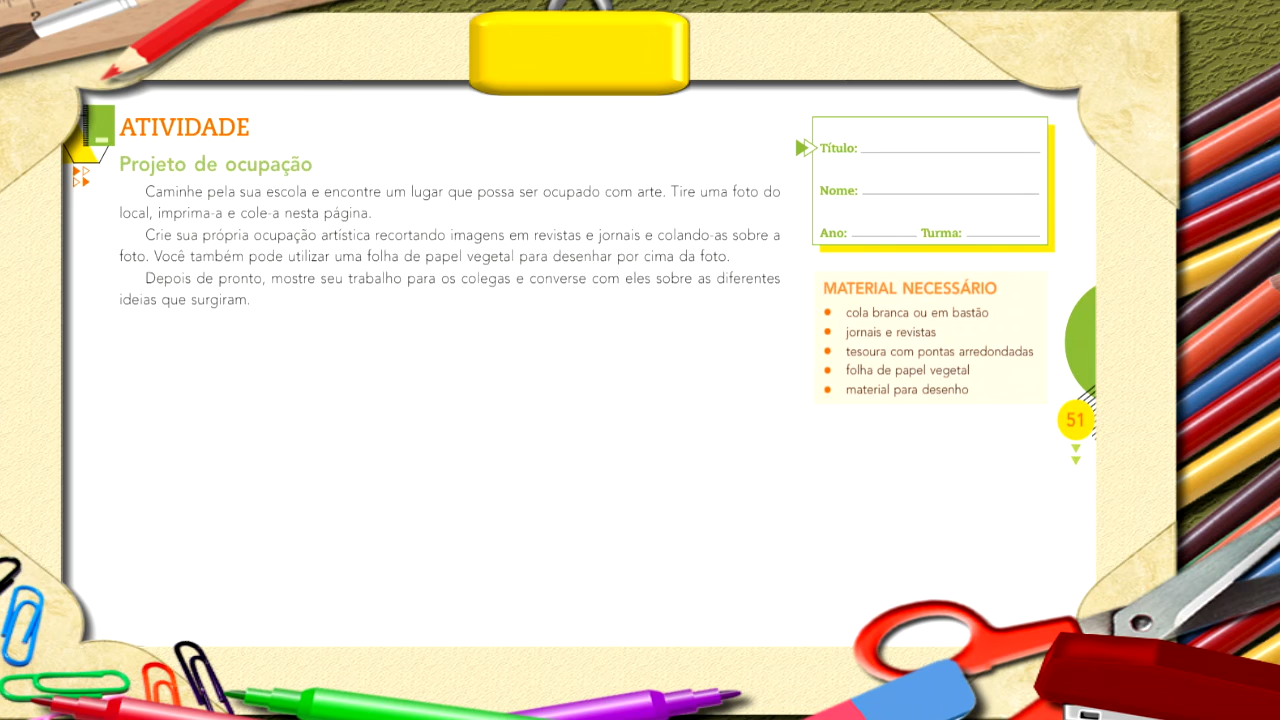 ATIVIDADE
Projeto de ocupação
Caminhe pela sua escola e encontre um lugar que possa ser ocupado com arte. Tire uma foto do
local, imprima-a e cole-a nesta página.
Crie sua própria ocupação artística recortando imagens em revistas e jornais e colando-as sobre a
foto. Você também pode utilizar uma folha de papel vegetal para desenhar por cima da foto.
Depois de pronto, mostre seu trabalho para os colegas e converse com eles sobre as diferentes
ideias que surgiram.
Título:
Nome:
Ano: Turma:
MATERIAL NECESSÁRIO
• cola branca ou em bastão
• jornais e revistas
• tesoura com pontas arredondadas
• folha de papel vegetal
• material para desenho
51